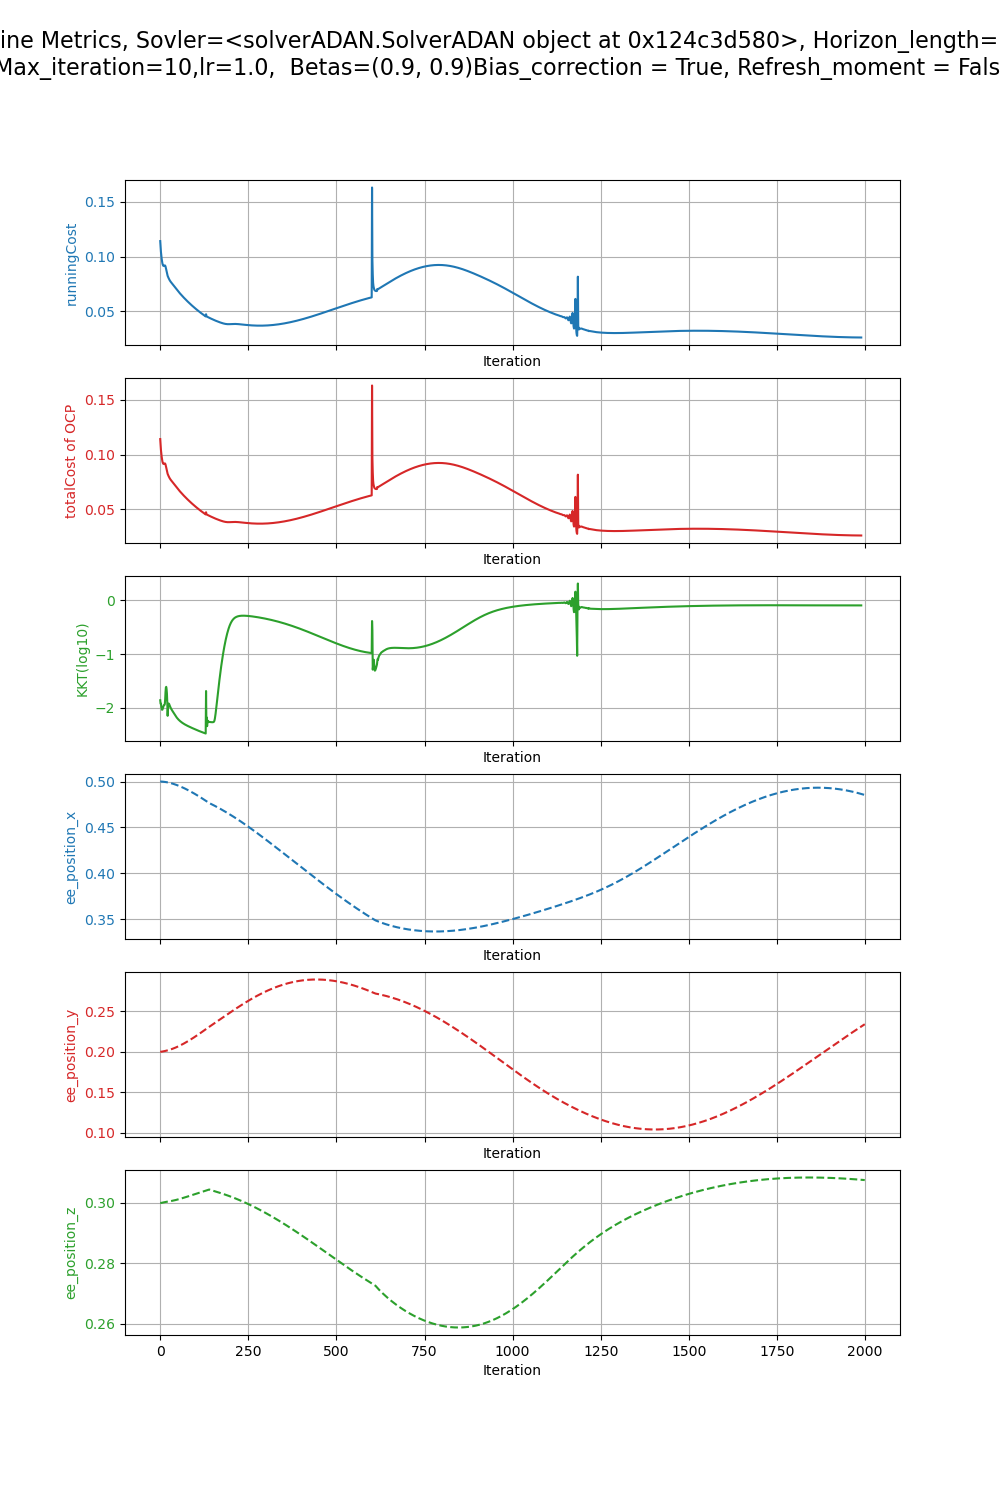 ine Metrics, Sovler=<solverADAN.SolverADAN object at 0x124c3d580>, Horizon_length=
Max_iteration=10,lr=1.0, Betas=(0.9, 0.9)Bias_correction = True, Refresh_moment = Fals
0.15
0.10
0.05
runningCost
Iteration
0.15
0.10
0.05
totalCost of OCP
Iteration
0
−1
−2
KKT(log10)
Iteration
0.50
0.45
0.40
0.35
ee_position_x
Iteration
0.25
0.20
0.15
0.10
ee_position_y
Iteration
0.30
0.28
0.26
ee_position_z
0 250 500 750 1000 1250 1500 1750 2000
Iteration